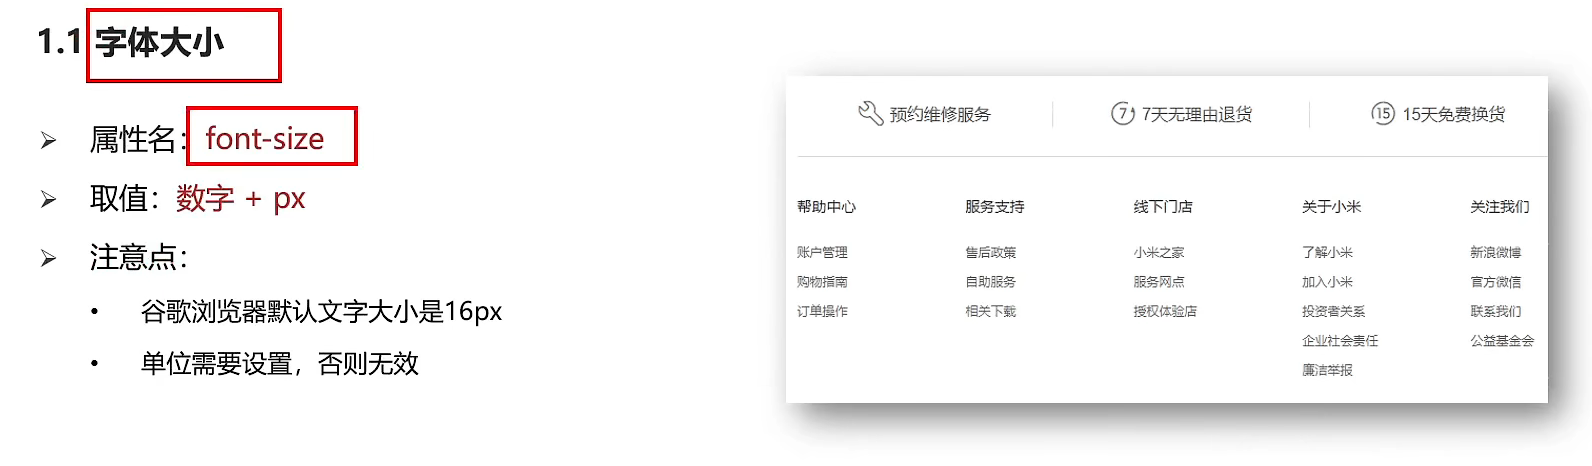 1.1 字体大小
属性名：font-size
取值：数字 + px
注意点：
谷歌浏览器默认文字大小是16px
单位需要设置，否则无效
预约维修服务 7 7天无理由退货 15 15天免费换货
帮助中心 服务支持 线下门店 关于小米 关注我们
账户管理 售后政策 小米之家 了解小米 新浪微博
购物指南 自助服务 服务网点 加入小米 官方微信
订单操作 相关下载 授权体验店 投资者关系 联系我们
企业社会责任 公益基金会
廉洁举报